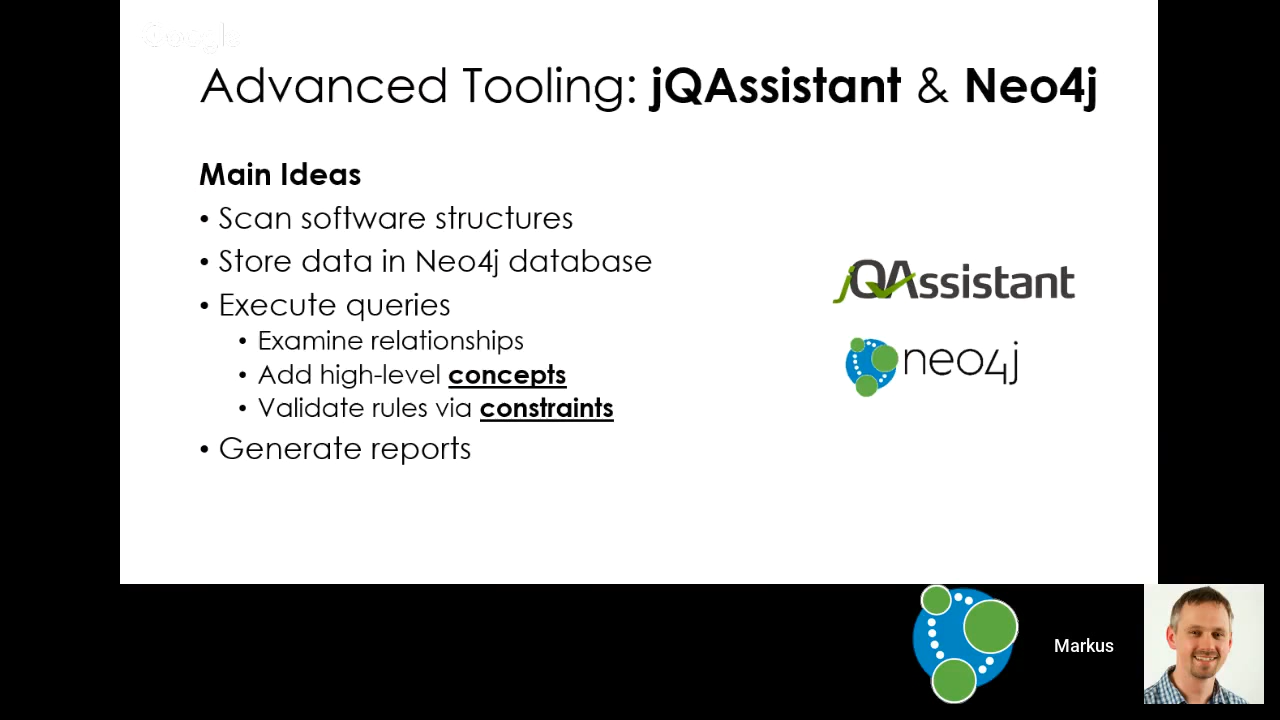 Google
Advanced Tooling: jQAssistant & Neo4j
Main Ideas
• Scan software structures
• Store data in Neo4j database
• Execute queries
• Examine relationships
• Add high-level concepts
• Validate rules via constraints
• Generate reports
jQAssistant
neo4j
Markus